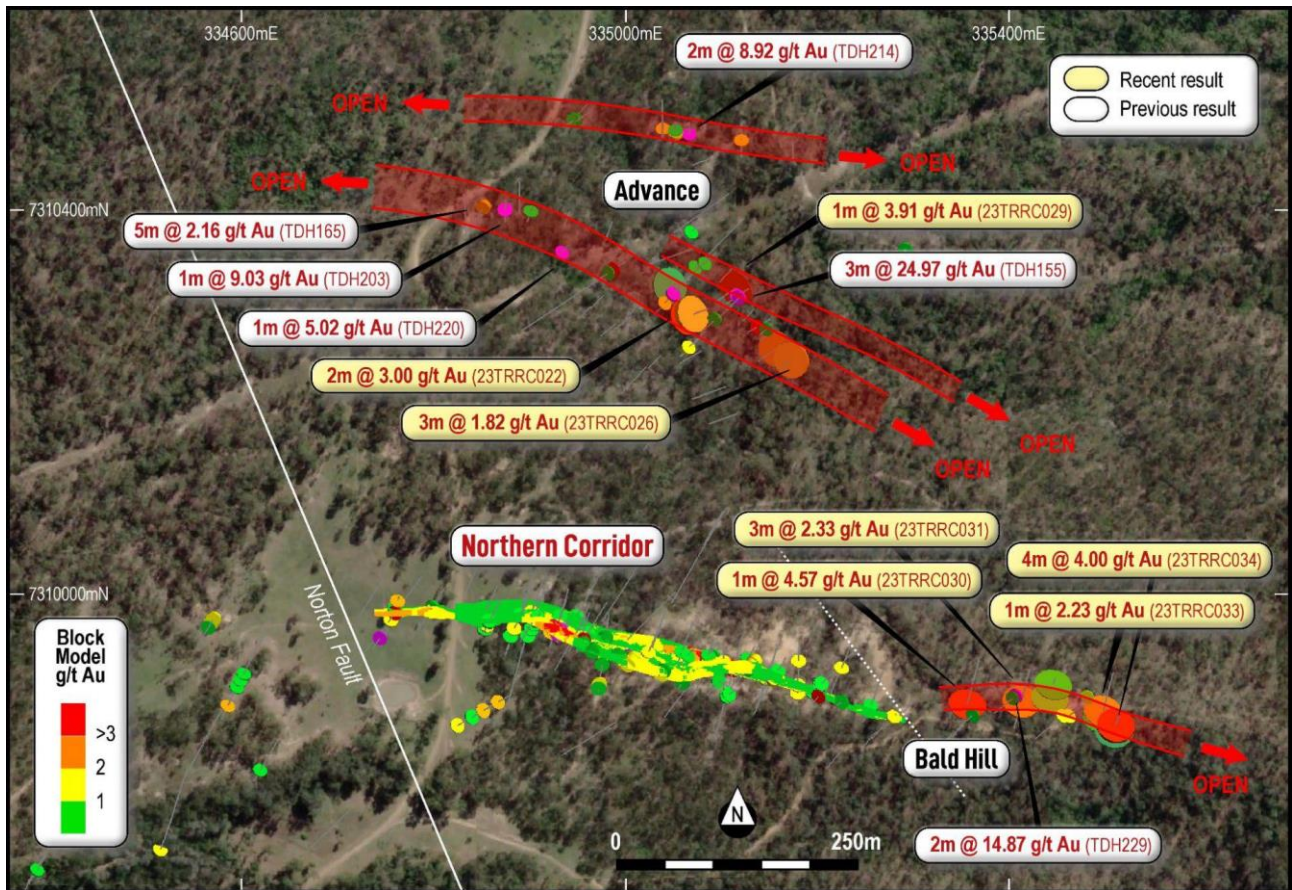 334600mE
335000mE
335400mE
2m @ 8.92 g/t Au (TDH214)
Recent result
Previous result
OPEN
OPEN
OPEN
Advance
7310400mN
1m @ 3.91 g/t Au (23TRRC029)
5m @ 2.16 g/t Au (TDH165)
3m @ 24.97 g/t Au (TDH155)
1m @ 9.03 g/t Au (TDH203)
1m @ 5.02 g/t Au (TDH220)
2m @ 3.00 g/t Au (23TRRC022)
3m @ 1.82 g/t Au (23TRRC026)
OPEN
OPEN
3m @ 2.33 g/t Au (23TRRC031)
Northern Corridor
4m @ 4.00 g/t Au (23TRRC034)
1m @ 4.57 g/t Au (23TRRC030)
7310000mN
1m @ 2.23 g/t Au (23TRRC033)
Norton Fault
Block
Model
g/t Au
>3
2
1
Bald Hill
OPEN
N
0
250m
2m @ 14.87 g/t Au (TDH229)